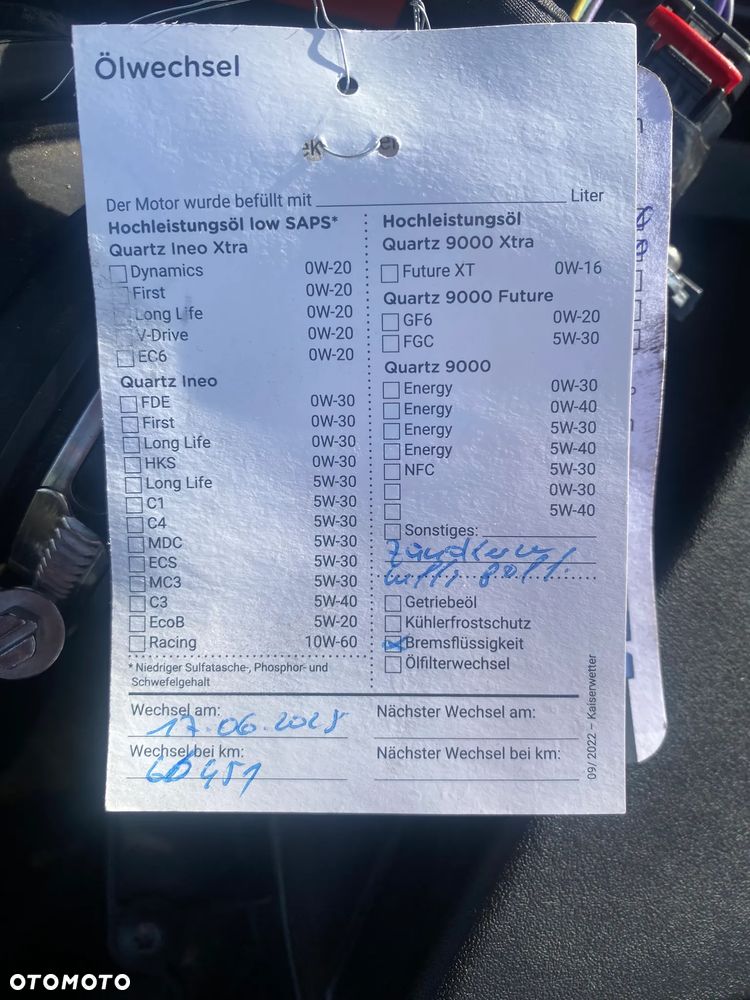 Ölwechsel
Der Motor wurde befüllt mit ____ Liter
Hochleistungsöl low SAPS*
Quartz Ineo Xtra
Dynamics 0W-20
First 0W-20
Long Life 0W-20
V-Drive 0W-20
EC6 0W-20
Quartz Ineo
FDE 0W-30
First 0W-30
Long Life 0W-30
HKS 0W-30
Long Life 5W-30
C1 5W-30
C4 5W-30
MDC 5W-30
ECS 5W-30
MC3 5W-30
C3 5W-40
EcoB 5W-20
Racing 10W-60
* Niedriger Sulfatasche-, Phosphor- und
Schwefelgehalt
Hochleistungsöl
Quartz 9000 Xtra
Future XT 0W-16
Quartz 9000 Future
GF6 0W-20
FGC 5W-30
Quartz 9000
Energy 0W-30
Energy 0W-40
Energy 5W-30
Energy 5W-40
NFC 5W-30
0W-30
5W-40
Sonstiges:
Getriebeöl
Kühlerfrostschutz
Bremsflüssigkeit
Ölfilterwechsel
Wechsel am: 17.06.2025
Wechsel bei km: 66451
Nächster Wechsel am:
Nächster Wechsel bei km:
09/2022 – Kaiserwetter
OTOMOTO